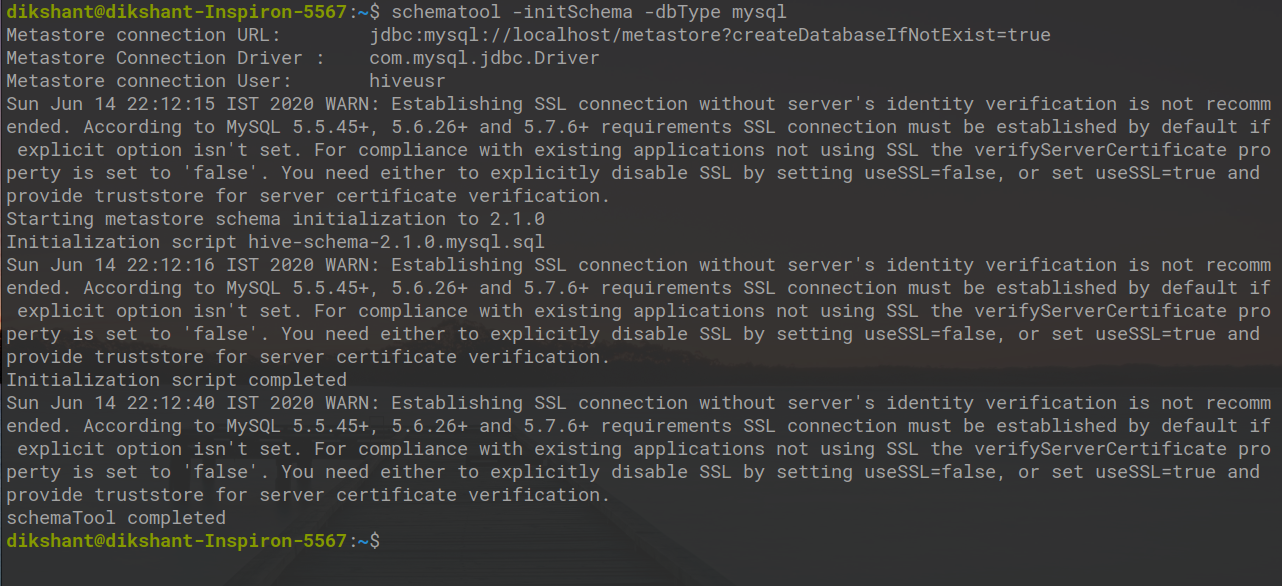 dikshant@dikshant-Inspiron-5567:~$ schematool -initSchema -dbType mysql
Metastore connection URL:        jdbc:mysql://localhost/metastore?createDatabaseIfNotExist=true
Metastore Connection Driver :    com.mysql.jdbc.Driver
Metastore connection User:       hiveusr
Sun Jun 14 22:12:15 IST 2020 WARN: Establishing SSL connection without server's identity verification is not recomm
ended. According to MySQL 5.5.45+, 5.6.26+ and 5.7.6+ requirements SSL connection must be established by default if
 explicit option isn't set. For compliance with existing applications not using SSL the verifyServerCertificate pro
perty is set to 'false'. You need either to explicitly disable SSL by setting useSSL=false, or set useSSL=true and
provide truststore for server certificate verification.
Starting metastore schema initialization to 2.1.0
Initialization script hive-schema-2.1.0.mysql.sql
Sun Jun 14 22:12:16 IST 2020 WARN: Establishing SSL connection without server's identity verification is not recomm
ended. According to MySQL 5.5.45+, 5.6.26+ and 5.7.6+ requirements SSL connection must be established by default if
 explicit option isn't set. For compliance with existing applications not using SSL the verifyServerCertificate pro
perty is set to 'false'. You need either to explicitly disable SSL by setting useSSL=false, or set useSSL=true and
provide truststore for server certificate verification.
Initialization script completed
Sun Jun 14 22:12:40 IST 2020 WARN: Establishing SSL connection without server's identity verification is not recomm
ended. According to MySQL 5.5.45+, 5.6.26+ and 5.7.6+ requirements SSL connection must be established by default if
 explicit option isn't set. For compliance with existing applications not using SSL the verifyServerCertificate pro
perty is set to 'false'. You need either to explicitly disable SSL by setting useSSL=false, or set useSSL=true and
provide truststore for server certificate verification.
schemaTool completed
dikshant@dikshant-Inspiron-5567:~$